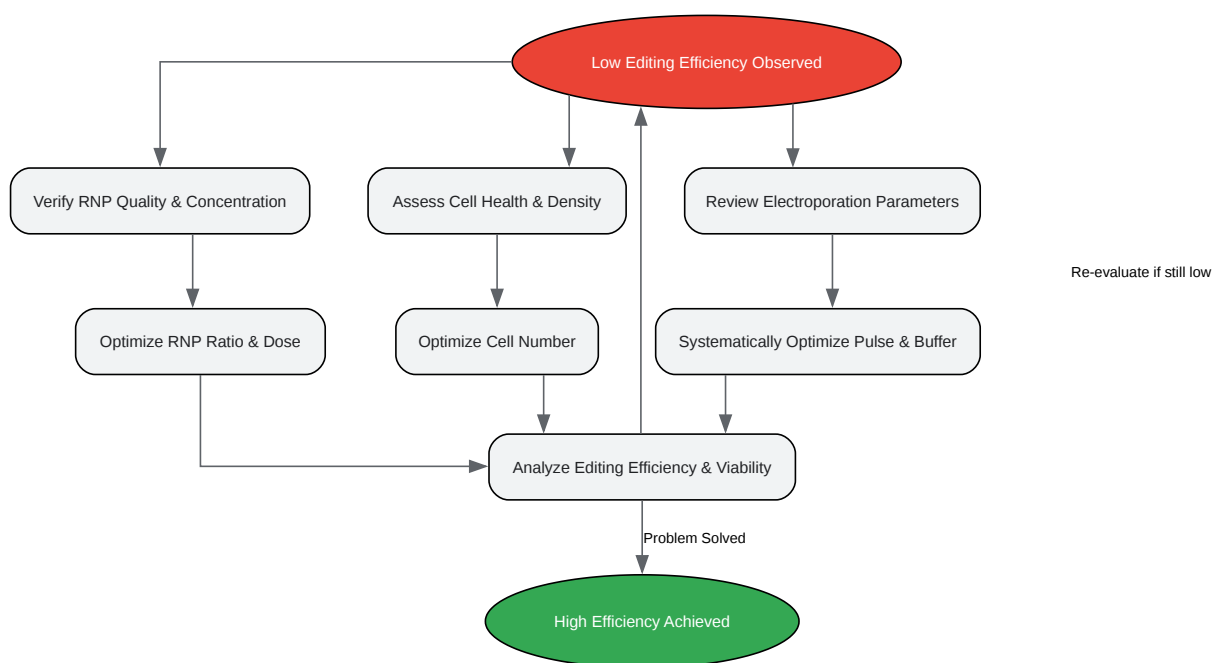 Low Editing Efficiency Observed
Verify RNP Quality & Concentration
Assess Cell Health & Density
Review Electroporation Parameters
Re-evaluate if still low
Optimize RNP Ratio & Dose
Optimize Cell Number
Systematically Optimize Pulse & Buffer
Analyze Editing Efficiency & Viability
Problem Solved
High Efficiency Achieved